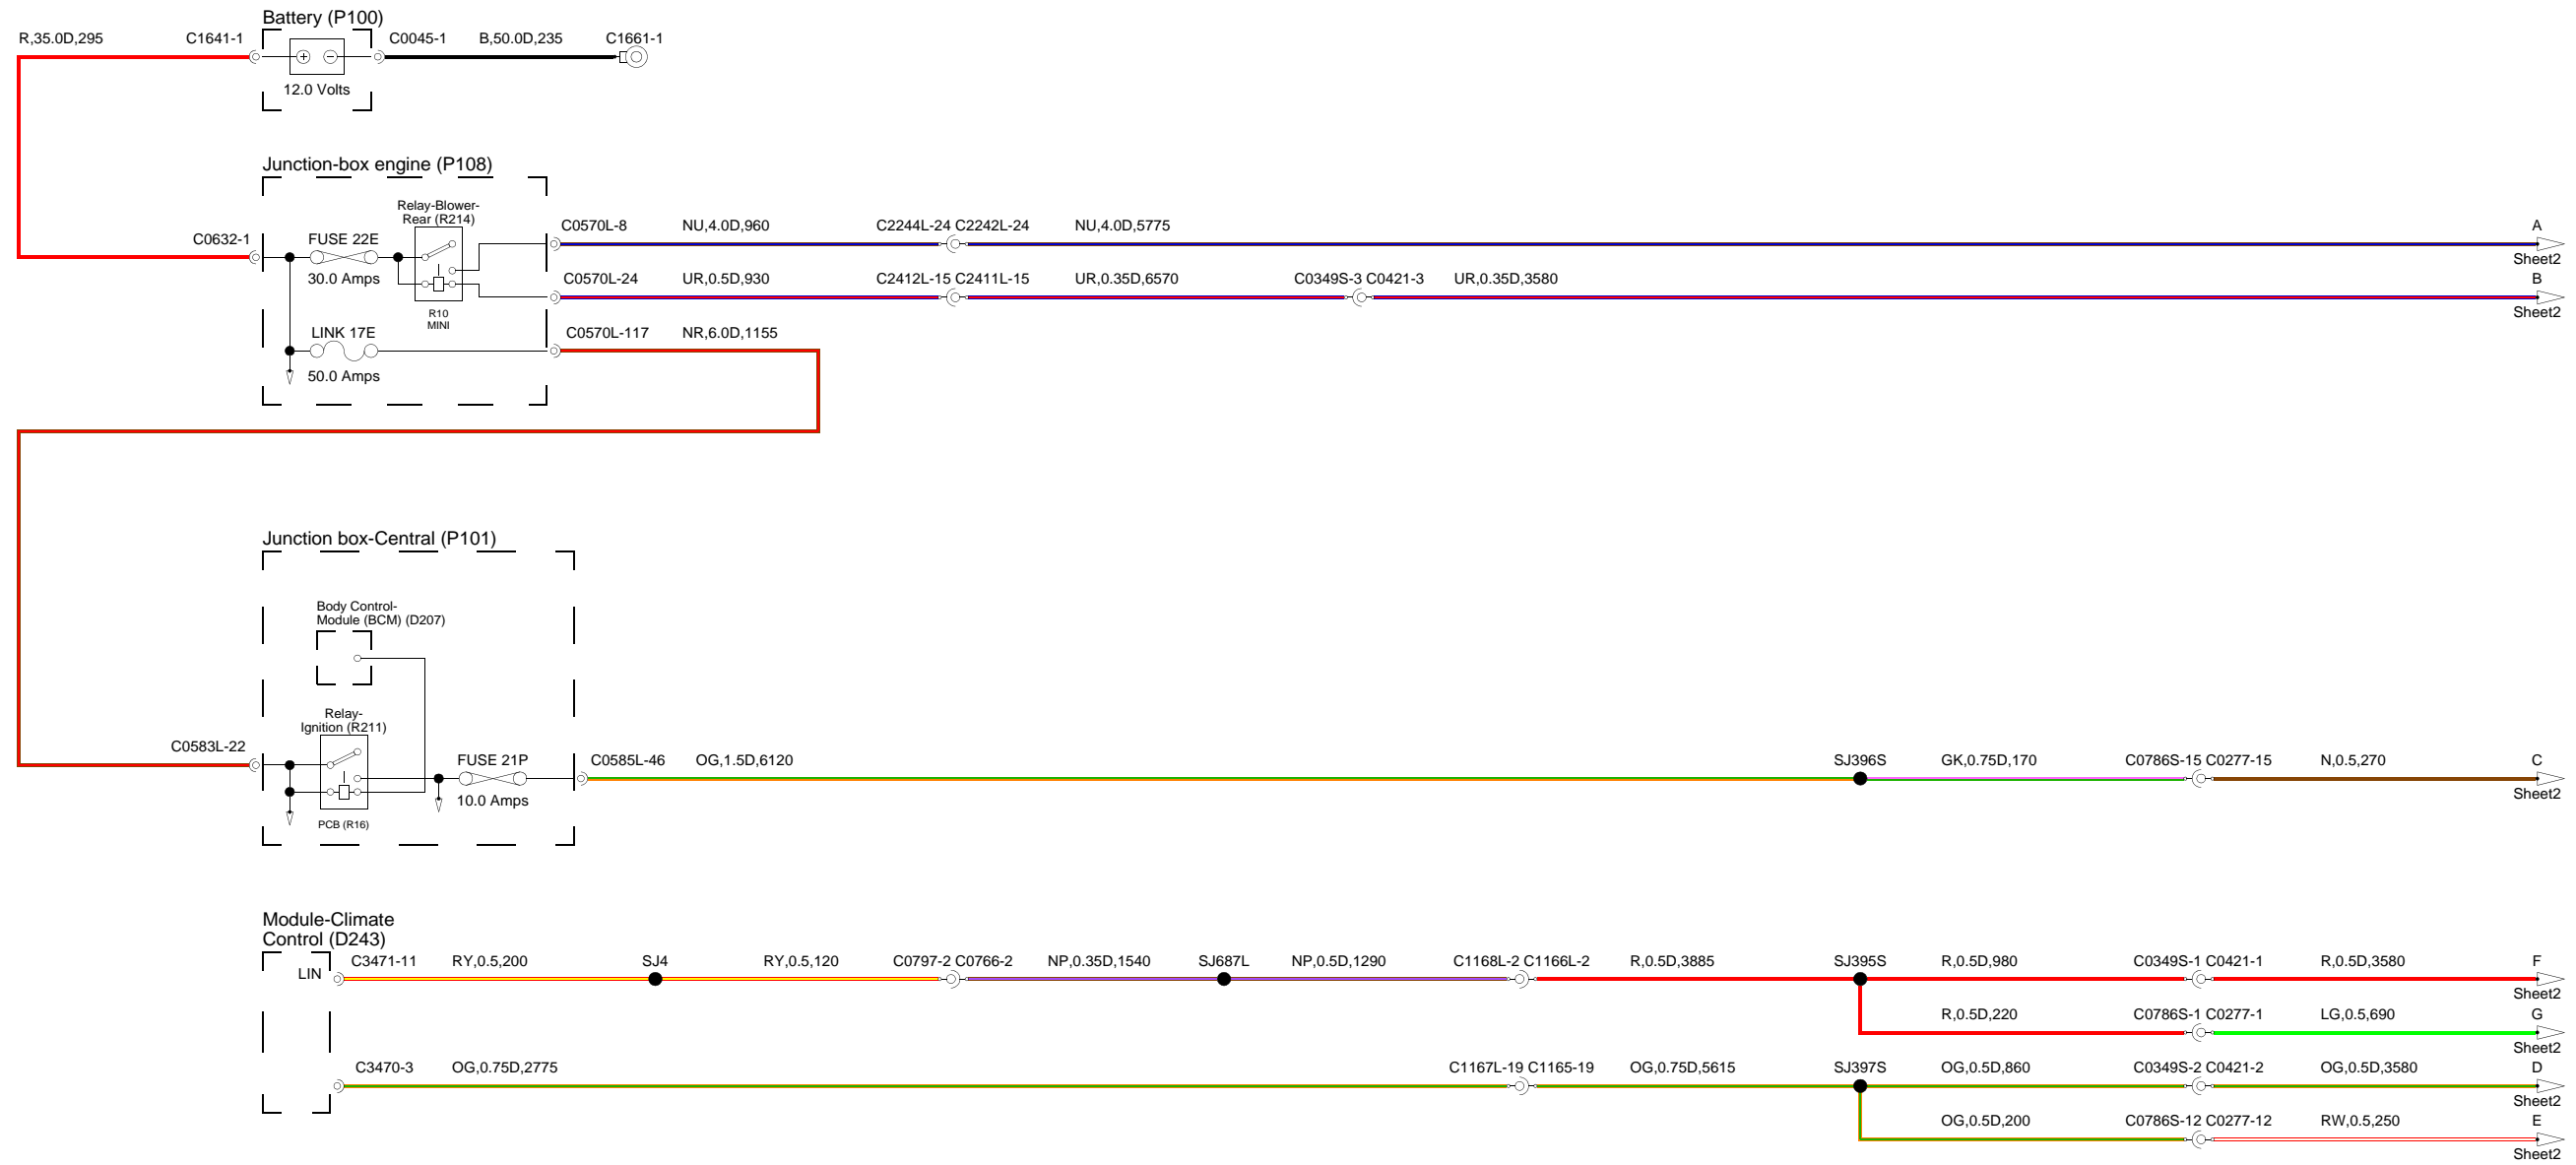 Battery (P100)
R,35.0D,295 C1641-1 C0045-1 B,50.0D,235 C1661-1
12.0 Volts
Junction-box engine (P108)
Relay-Blower-
Rear (R214)
C0570L-8 NU,4.0D,960 C2244L-24 C2242L-24 NU,4.0D,5775 A
Sheet2
C0632-1 FUSE 22E
30.0 Amps
C0570L-24 UR,0.5D,930 C2412L-15 C2411L-15 UR,0.35D,6570 C0349S-3 C0421-3 UR,0.35D,3580 B
Sheet2
R10
MINI
LINK 17E C0570L-117 NR,6.0D,1155
50.0 Amps
Junction box-Central (P101)
Body Control-
Module (BCM) (D207)
Relay-
Ignition (R211)
C0583L-22 FUSE 21P C0585L-46 OG,1.5D,6120 SJ396S GK,0.75D,170 C0786S-15 C0277-15 N,0.5,270 C
Sheet2
10.0 Amps
PCB (R16)
Module-Climate
Control (D243)
LIN C3471-11 RY,0.5,200 SJ4 RY,0.5,120 C0797-2 C0766-2 NP,0.35D,1540 SJ687L NP,0.5D,1290 C1168L-2 C1166L-2 R,0.5D,3885 SJ395S R,0.5D,980 C0349S-1 C0421-1 R,0.5D,3580 F
Sheet2
R,0.5D,220 C0786S-1 C0277-1 LG,0.5,690 G
Sheet2
C3470-3 OG,0.75D,2775 C1167L-19 C1165-19 OG,0.75D,5615 SJ397S OG,0.5D,860 C0349S-2 C0421-2 OG,0.5D,3580 D
Sheet2
OG,0.5D,200 C0786S-12 C0277-12 RW,0.5,250 E
Sheet2